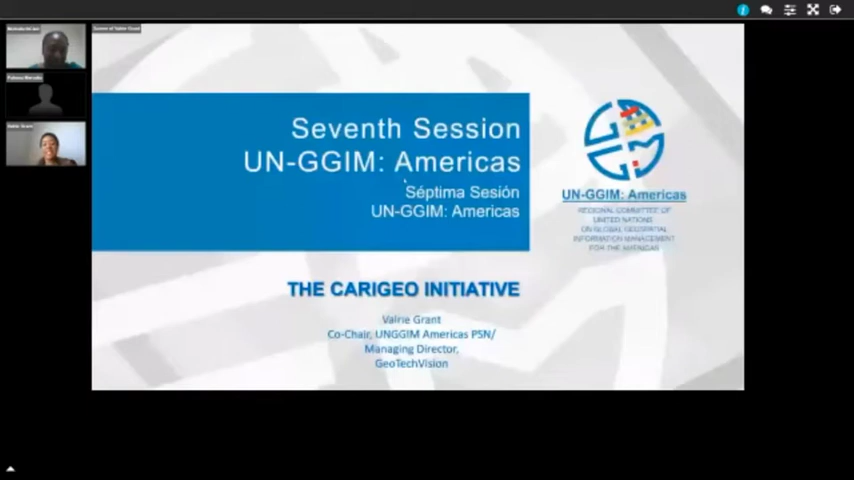 Seventh Session
UN-GGIM: Americas
Séptima Sesión
UN-GGIM: Americas
UN-GGIM: Americas
REGIONAL COMMITTEE OF
UNITED NATIONS
ON GLOBAL GEOSPATIAL
INFORMATION MANAGEMENT
FOR THE AMERICAS
THE CARIGEO INITIATIVE
Valrie Grant
Co-Chair, UNGGIM Americas PSN/
Managing Director,
GeoTechVision